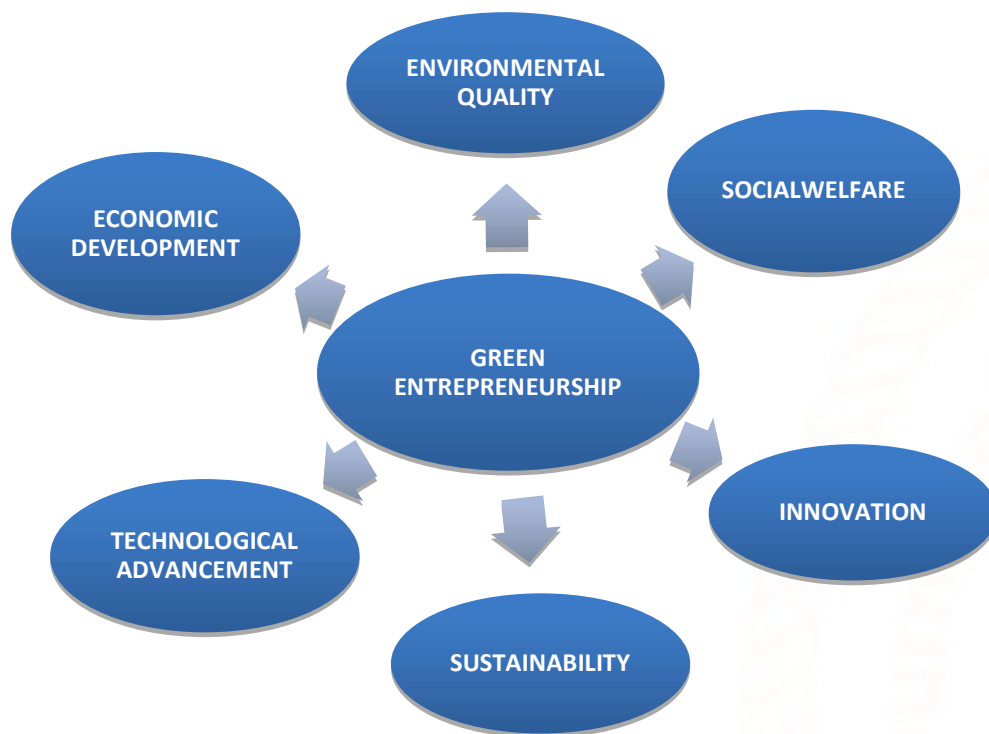 ENVIRONMENTAL
QUALITY
SOCIALWELFARE
ECONOMIC
DEVELOPMENT
GREEN
ENTREPRENEURSHIP
INNOVATION
TECHNOLOGICAL
ADVANCEMENT
SUSTAINABILITY